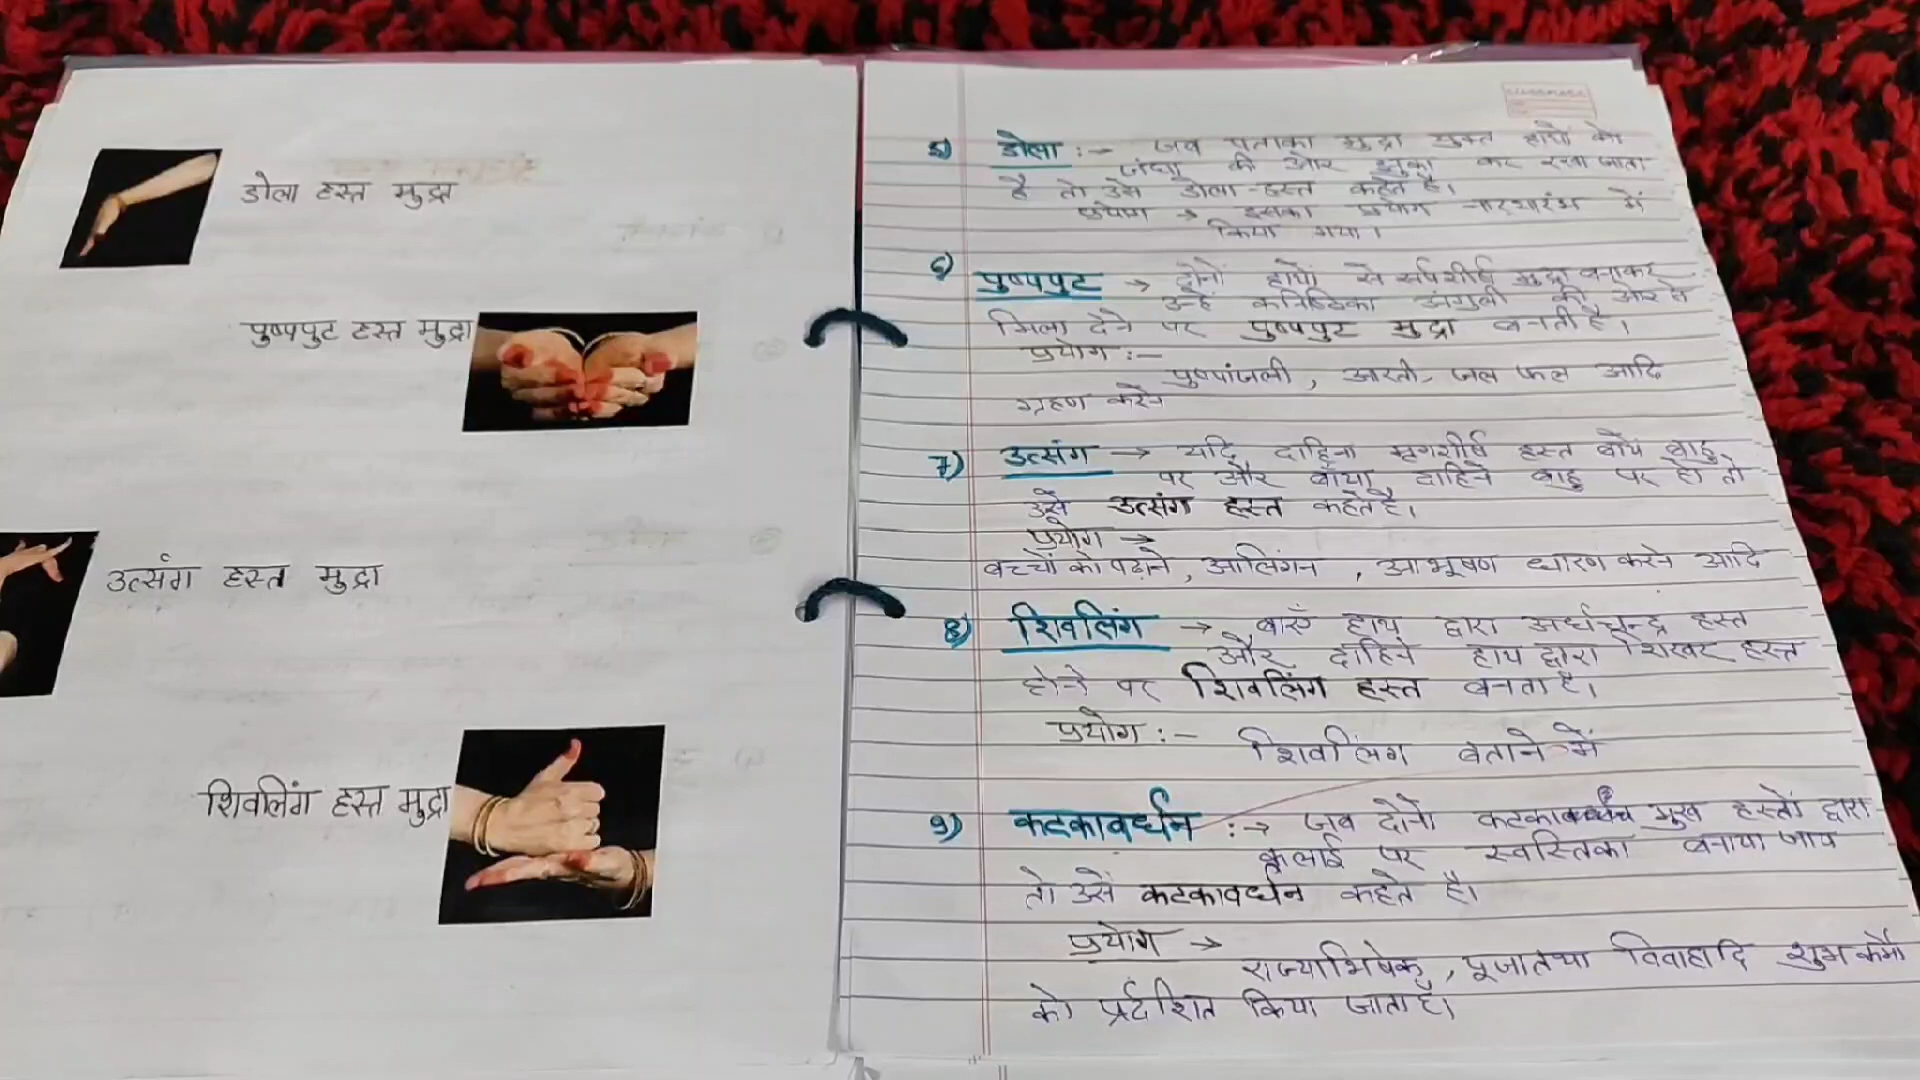 डोला हस्त मुद्रा
पुष्पपुट हस्त मुद्रा
उत्संग हस्त मुद्रा
शिवलिंग हस्त मुद्रा
5) डोला :- जब पताका मुद्रा युक्त हाथों को
जंघा की ओर झुका कर रखा जाता
है तो उसे डोला हस्त कहते है।
प्रयोग → इसका प्रयोग नाट्यारंभ में
किया गया।
6) पुष्पपुट → दोनों हाथों से सर्पशीर्ष मुद्रा बनाकर
उन्हें कनिष्ठिका अंगुली की ओर से
मिला देने पर पुष्पपुट मुद्रा बनती है।
प्रयोग :-
पुष्पांजली, आरती, जल फल आदि
ग्रहण करने
7) उत्संग → यदि दाहिना मृगशीर्ष हस्त बाँये बाहु
पर और बाँया दाहिने बाहु पर हो तो
उसे उत्संग हस्त कहते है।
प्रयोग →
बच्चों को पढ़ाने, आलिंगन, आभूषण धारण करने आदि
8) शिवलिंग → बाएँ हाथ द्वारा अर्धचन्द्र हस्त
और दाहिने हाथ द्वारा शिखर हस्त
होने पर शिवलिंग हस्त बनता है।
प्रयोग :- शिवलिंग बताने में
9) कटकावर्धन :→ जब दोनो कटका मुख हस्तों द्वारा
कलाई पर स्वस्तिका बनाया जाय
तो उसे कटकावर्धन कहते है।
प्रयोग →
राज्याभिषेक, पूजा तथा विवाहादि शुभ कर्मो
को प्रर्दशित किया जाता है।